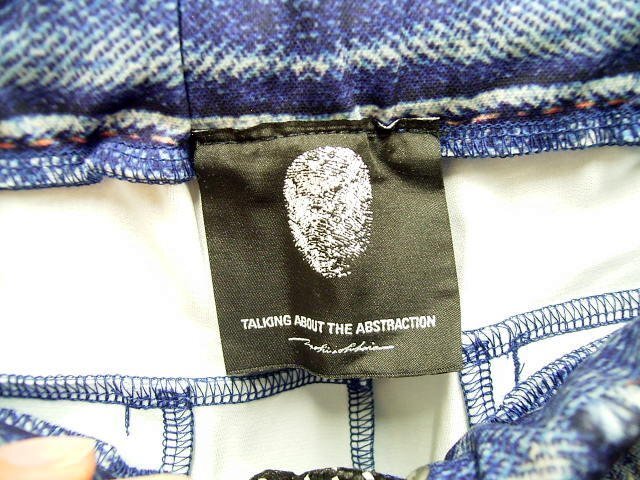 TALKING ABOUT THE ABSTRACTION